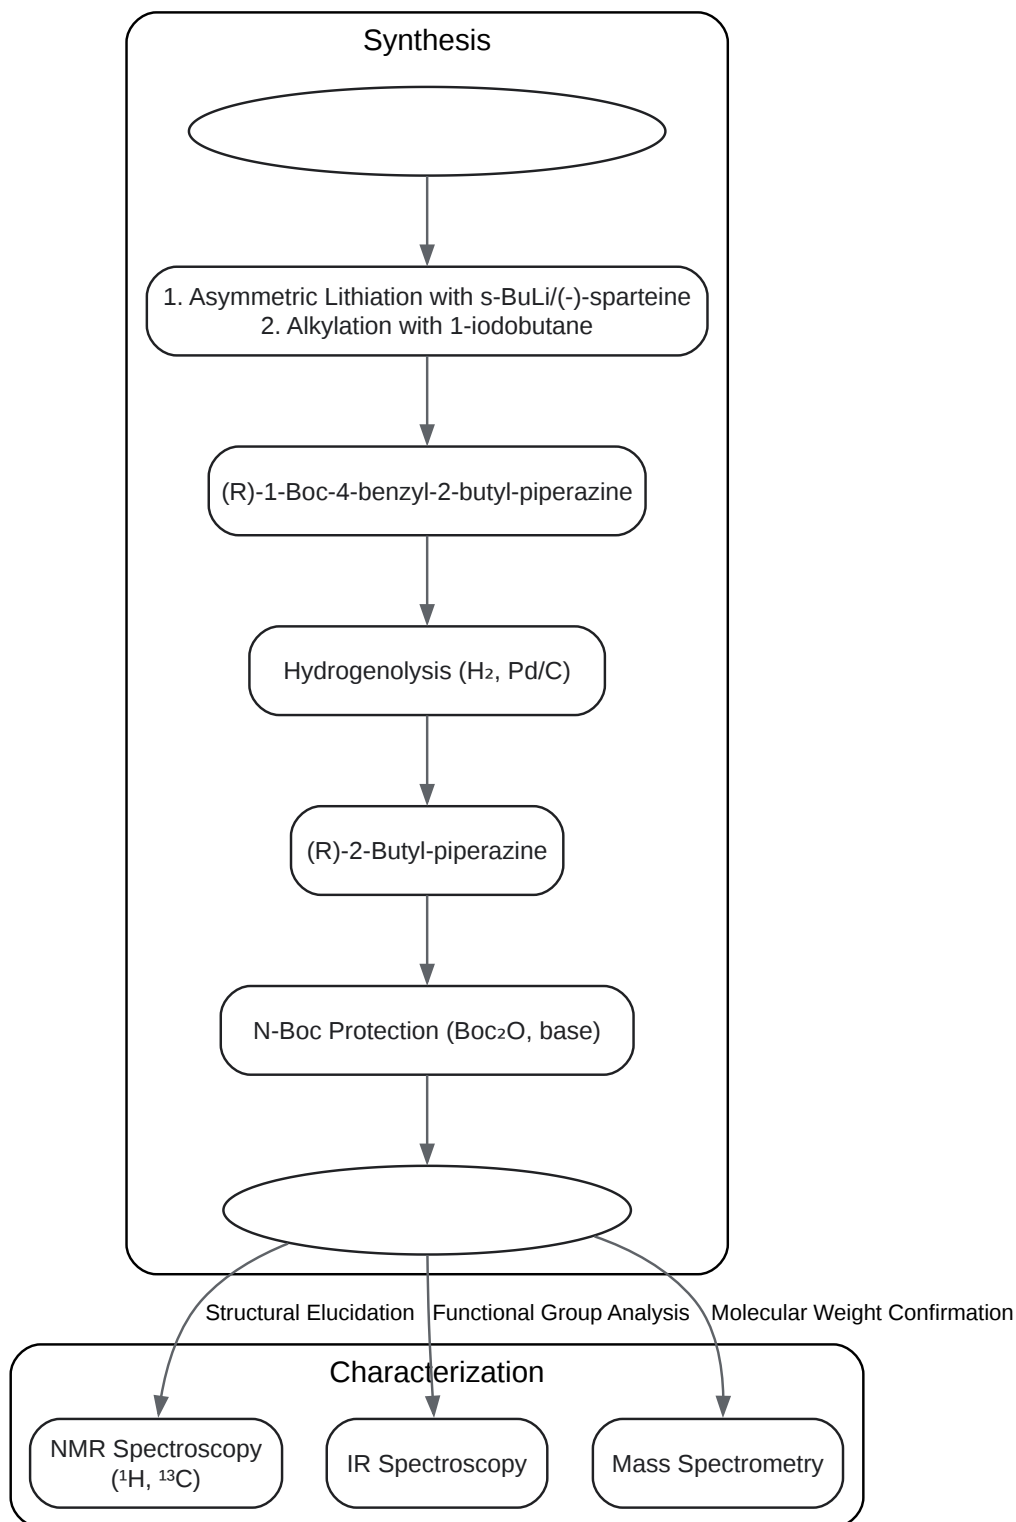 Synthesis
1. Asymmetric Lithiation with s-BuLi/(-)-sparteine
2. Alkylation with 1-iodobutane
(R)-1-Boc-4-benzyl-2-butyl-piperazine
Hydrogenolysis (H₂, Pd/C)
(R)-2-Butyl-piperazine
N-Boc Protection (Boc₂O, base)
Structural Elucidation
Functional Group Analysis
Molecular Weight Confirmation
Characterization
NMR Spectroscopy
(¹H, ¹³C)
IR Spectroscopy
Mass Spectrometry